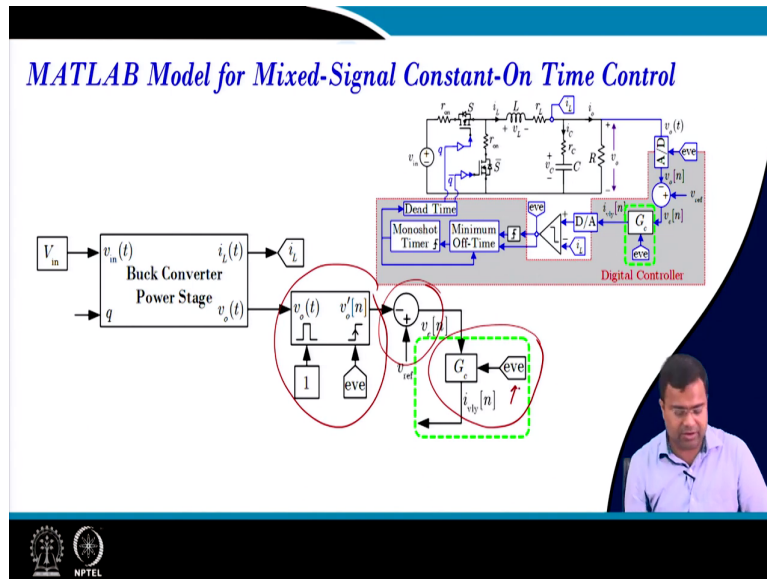 MATLAB Model for Mixed-Signal Constant-On Time Control
r_on S i_L L r_L i_L i_o
+ v_L − v_o(t)
v_in q r_on i_C r_C R v_o A/D eve
q̄ S̄ v_C C v_o[n]
Dend Time eve i_vly[n] v_ref
Monoshot Timer Minimum Off-Time D/A G_c v_e[n]
i_L eve
Digital Controller
V_in v_in(t) i_L(t) i_L
Buck Converter
Power Stage
q v_o(t) v_o(t) v_o'[n] − +
v_e[n]
1 eve v_ref G_c eve
i_vly[n]
NPTEL